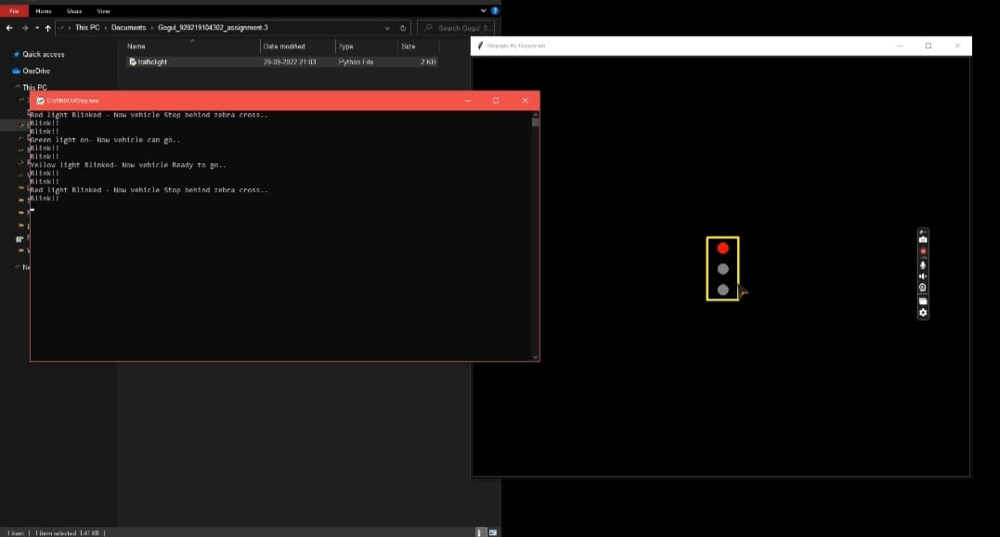 File Home Share View
This PC > Documents > Gogul_920219104302_assignment-3
Search Gogul_9...
Name Date modified Type Size
Quick access
trafficlight 29-09-2022 21:03 Python File 2 KB
OneDrive
This PC
C:\WINDOWS\py.exe
Red light Blinked - Now vehicle Stop behind zebra cross..
Blink!!
Blink!!
Green light on- Now vehicle can go..
Blink!!
Blink!!
Yellow light Blinked- Now vehicle Ready to go..
Blink!!
Blink!!
Red light Blinked - Now vehicle Stop behind zebra cross..
Blink!!
Stoplight By Gogulkrish
1 item 1 item selected 1.41 KB